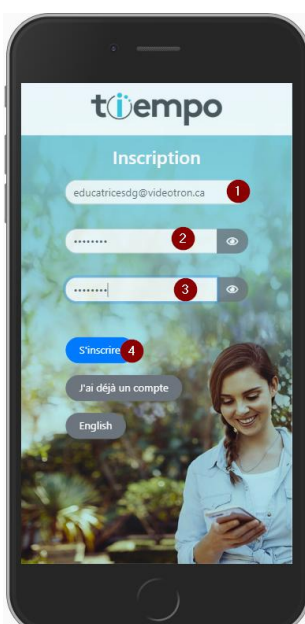 tiempo
Inscription
educatricesdg@videotron.ca 1
•••••••• 2
•••••••• 3
S'inscrire 4
J'ai déjà un compte
English